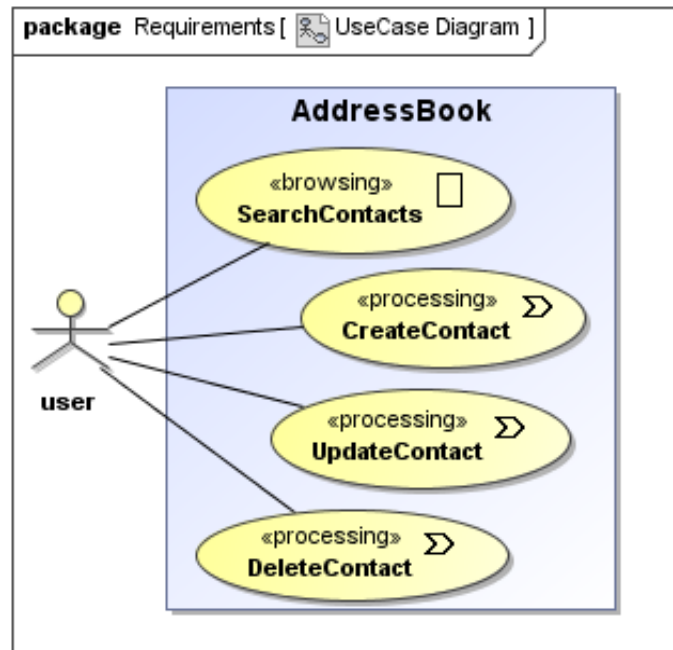 package Requirements [ UseCase Diagram ]
AddressBook
«browsing»
SearchContacts
«processing»
CreateContact
user
«processing»
UpdateContact
«processing»
DeleteContact